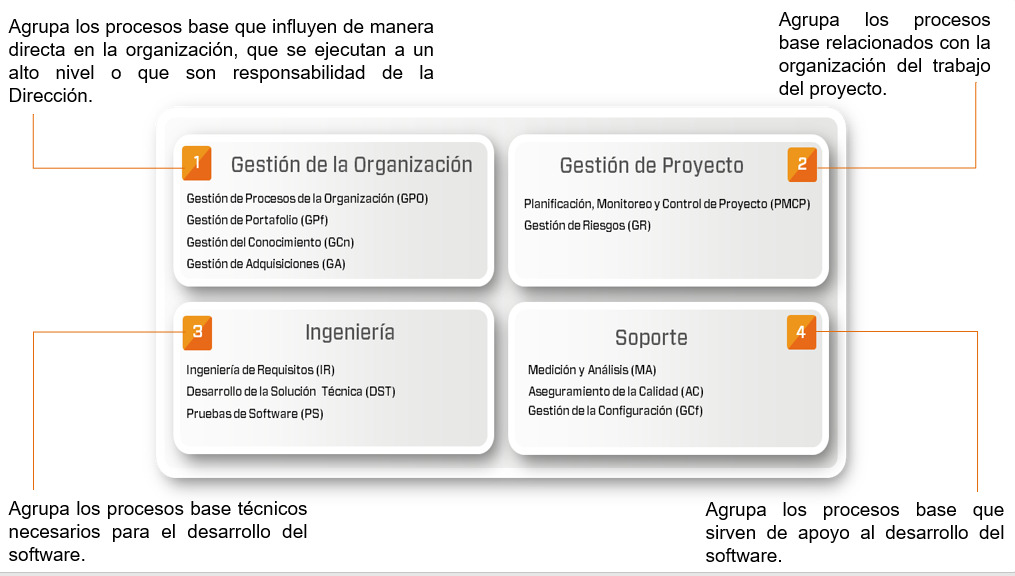 Agrupa los procesos base que influyen de manera
directa en la organización, que se ejecutan a un
alto nivel o que son responsabilidad de la
Dirección.
Agrupa los procesos
base relacionados con la
organización del trabajo
del proyecto.
1
Gestión de la Organización
Gestión de Procesos de la Organización (GPO)
Gestión de Portafolio (GPf)
Gestión del Conocimiento (GCn)
Gestión de Adquisiciones (GA)
Gestión de Proyecto
2
Planificación, Monitoreo y Control de Proyecto (PMCP)
Gestión de Riesgos (GR)
3
Ingeniería
Ingeniería de Requisitos (IR)
Desarrollo de la Solución Técnica (DST)
Pruebas de Software (PS)
Soporte
4
Medición y Análisis (MA)
Aseguramiento de la Calidad (AC)
Gestión de la Configuración (GCf)
Agrupa los procesos base técnicos
necesarios para el desarrollo del
software.
Agrupa los procesos base que
sirven de apoyo al desarrollo del
software.